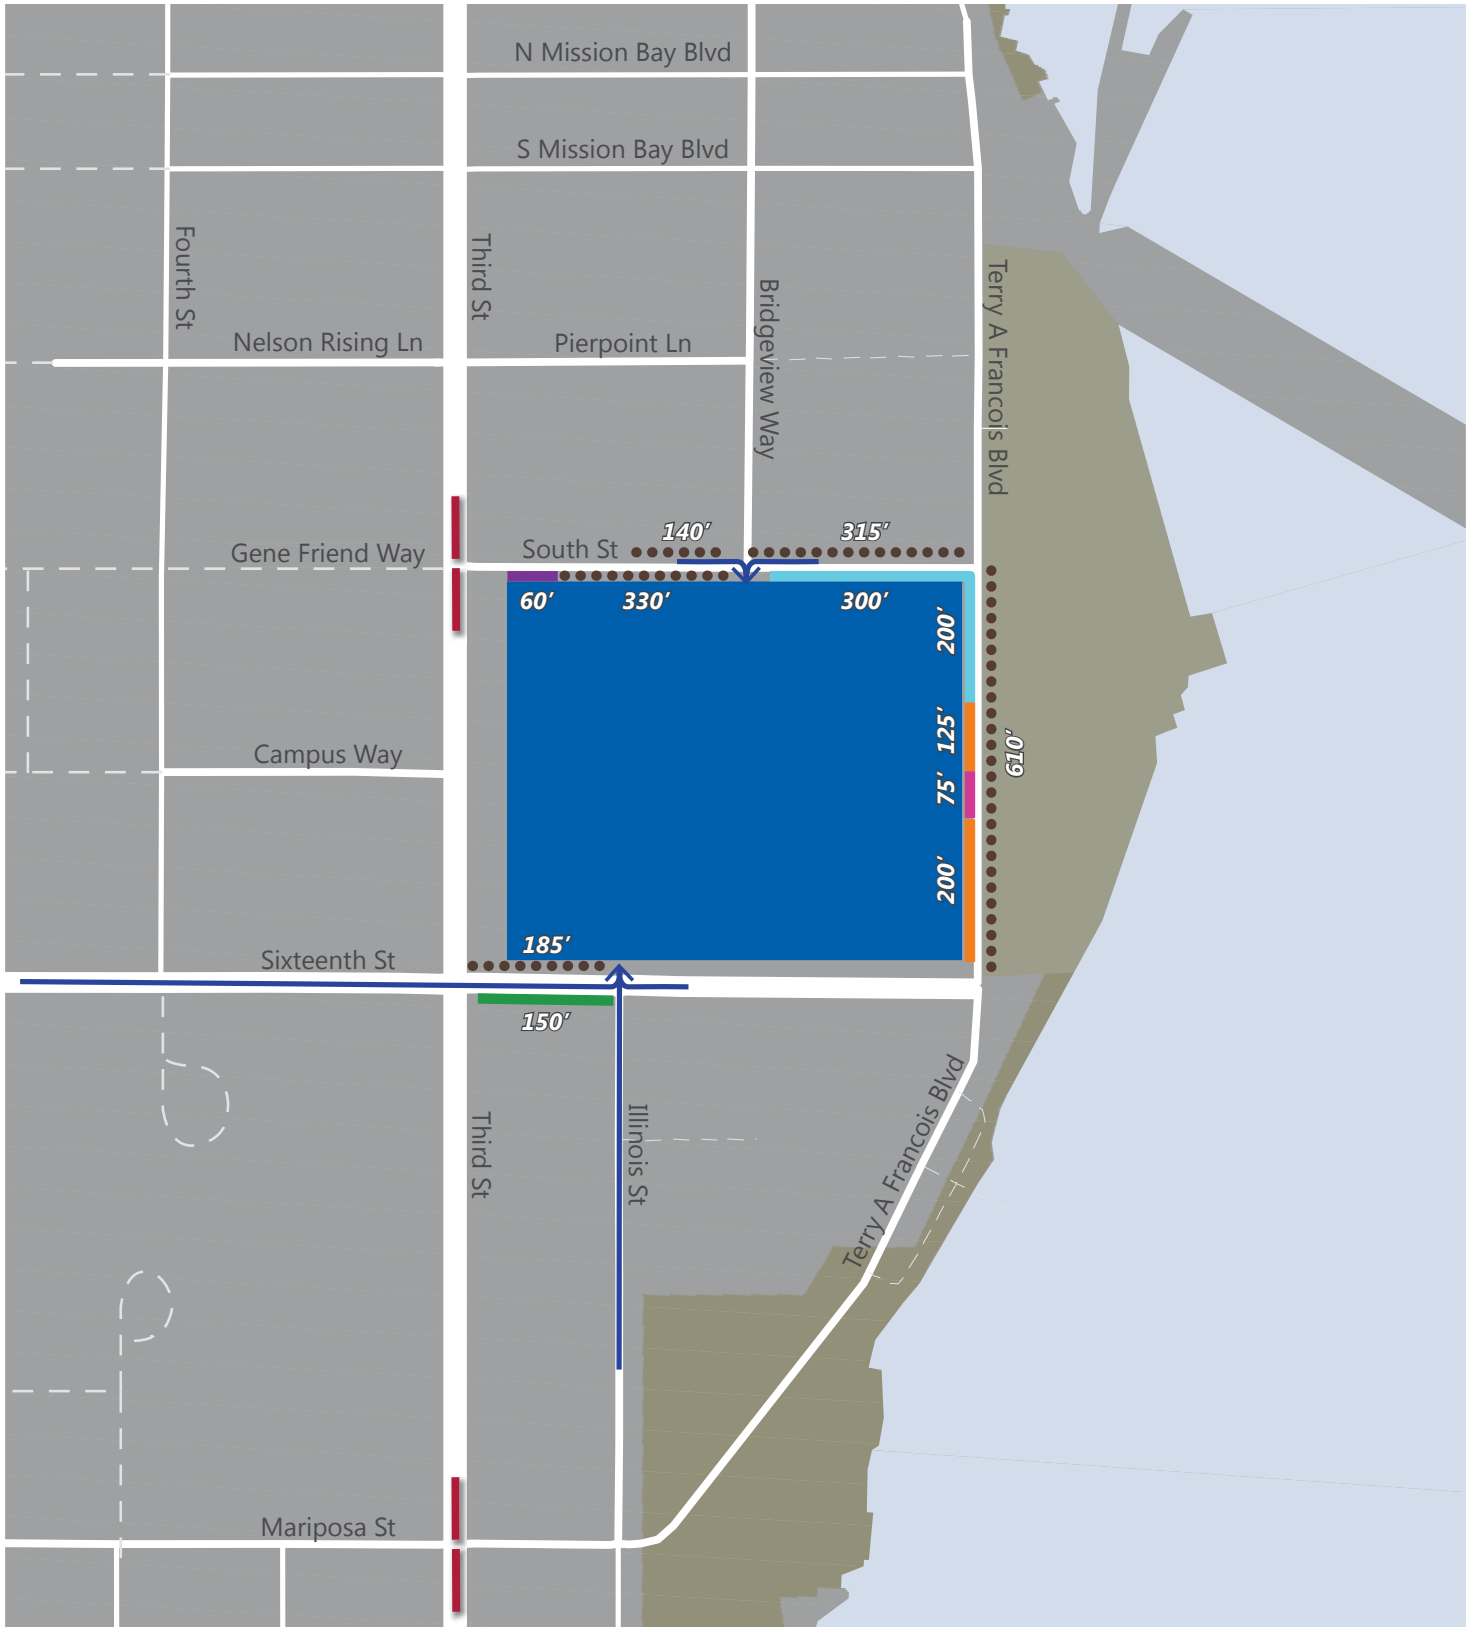 N Mission Bay Blvd
S Mission Bay Blvd
Fourth St
Third St
Bridgeview Way
Terry A Francois Blvd
Nelson Rising Ln
Pierpoint Ln
140'
315'
Gene Friend Way
South St
60'
330'
300'
200'
125'
610'
75'
Campus Way
200'
185'
Sixteenth St
150'
Third St
Illinois St
Terry A Francois Blvd
Mariposa St